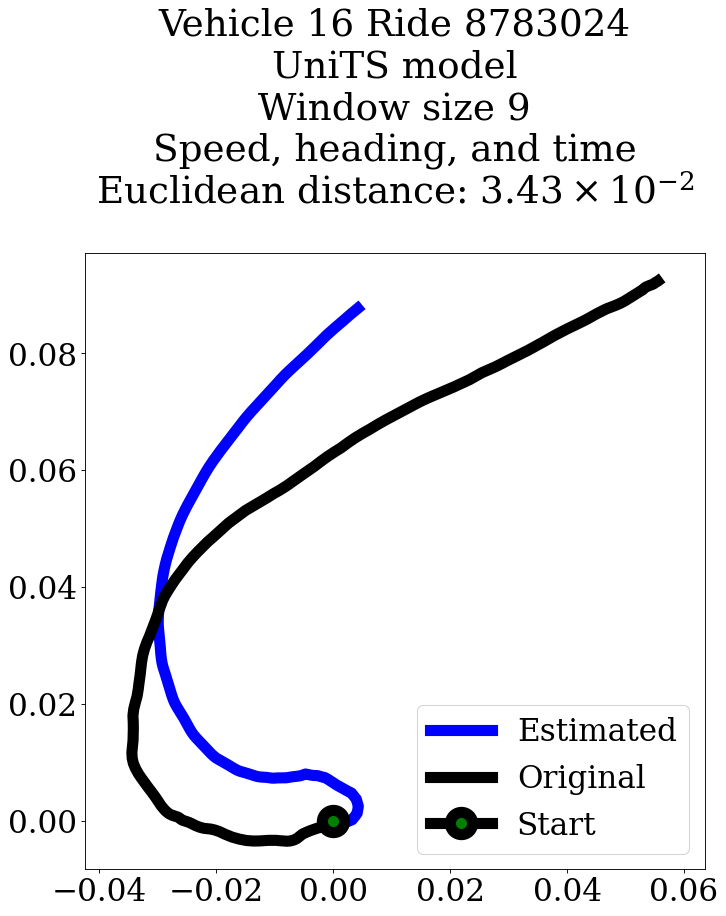 Vehicle 16 Ride 8783024
UniTS model
Window size 9
Speed, heading, and time
Euclidean distance: 3.43 × 10⁻²
0.08
0.06
0.04
0.02
0.00
−0.04 −0.02 0.00 0.02 0.04 0.06
Estimated
Original
Start